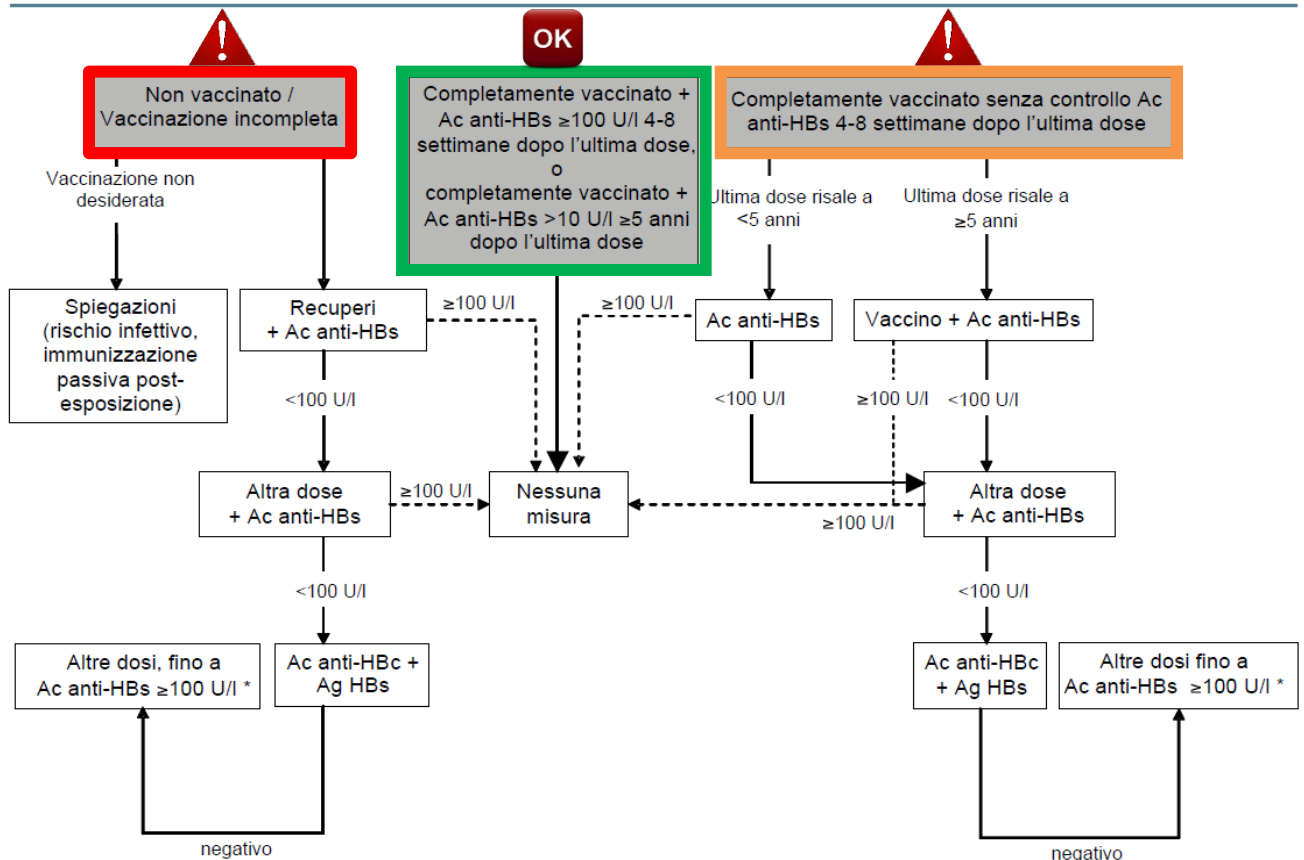 !
OK
!
Non vaccinato /
Vaccinazione incompleta
Completamente vaccinato +
Ac anti-HBs ≥100 U/l 4-8
settimane dopo l'ultima dose,
o
completamente vaccinato +
Ac anti-HBs >10 U/l ≥5 anni
dopo l'ultima dose
Completamente vaccinato senza controllo Ac
anti-HBs 4-8 settimane dopo l'ultima dose
Vaccinazione non
desiderata
Ultima dose risale a
<5 anni
Ultima dose risale a
≥5 anni
Spiegazioni
(rischio infettivo,
immunizzazione
passiva post-
esposizione)
Recuperi
+ Ac anti-HBs
≥100 U/l
≥100 U/l
Ac anti-HBs
Vaccino + Ac anti-HBs
<100 U/l
<100 U/l
≥100 U/l
<100 U/l
Altra dose
+ Ac anti-HBs
≥100 U/l
Nessuna
misura
≥100 U/l
Altra dose
+ Ac anti-HBs
<100 U/l
<100 U/l
Altre dosi, fino a
Ac anti-HBs ≥100 U/l *
Ac anti-HBc +
Ag HBs
Ac anti-HBc
+ Ag HBs
Altre dosi fino a
Ac anti-HBs ≥100 U/l *
negativo
negativo